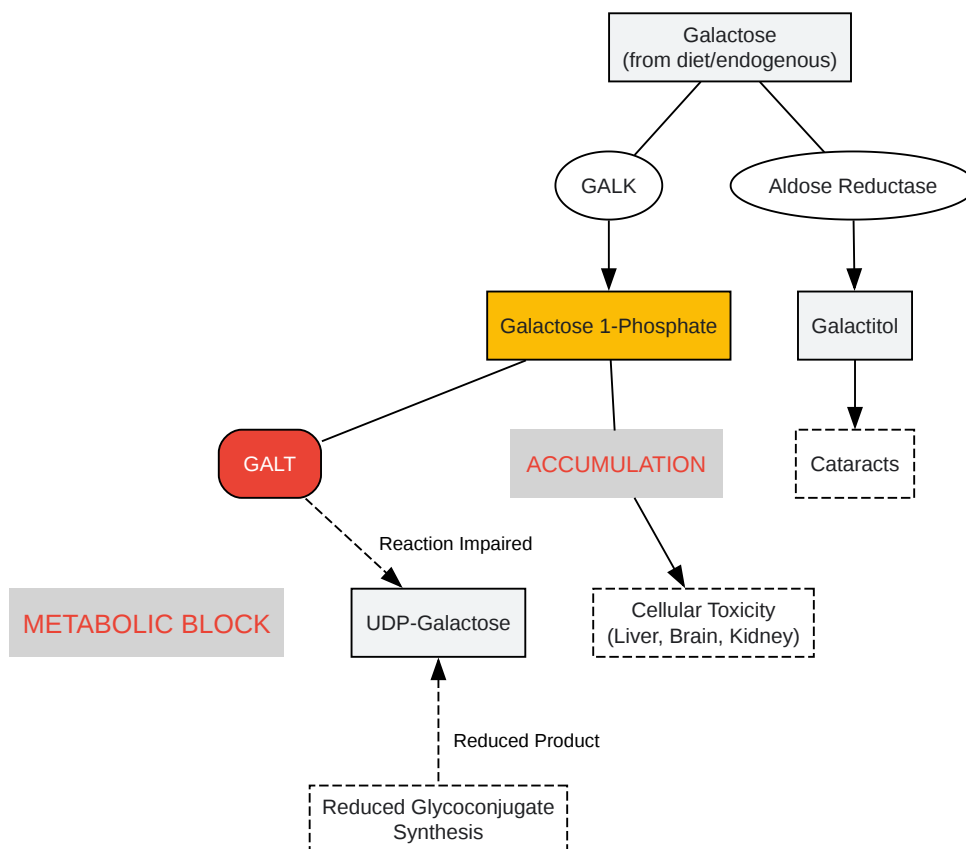 Galactose
(from diet/endogenous)
GALK
Aldose Reductase
Galactose 1-Phosphate
Galactitol
GALT
ACCUMULATION
Cataracts
Reaction Impaired
METABOLIC BLOCK
UDP-Galactose
Cellular Toxicity
(Liver, Brain, Kidney)
Reduced Product
Reduced Glycoconjugate
Synthesis